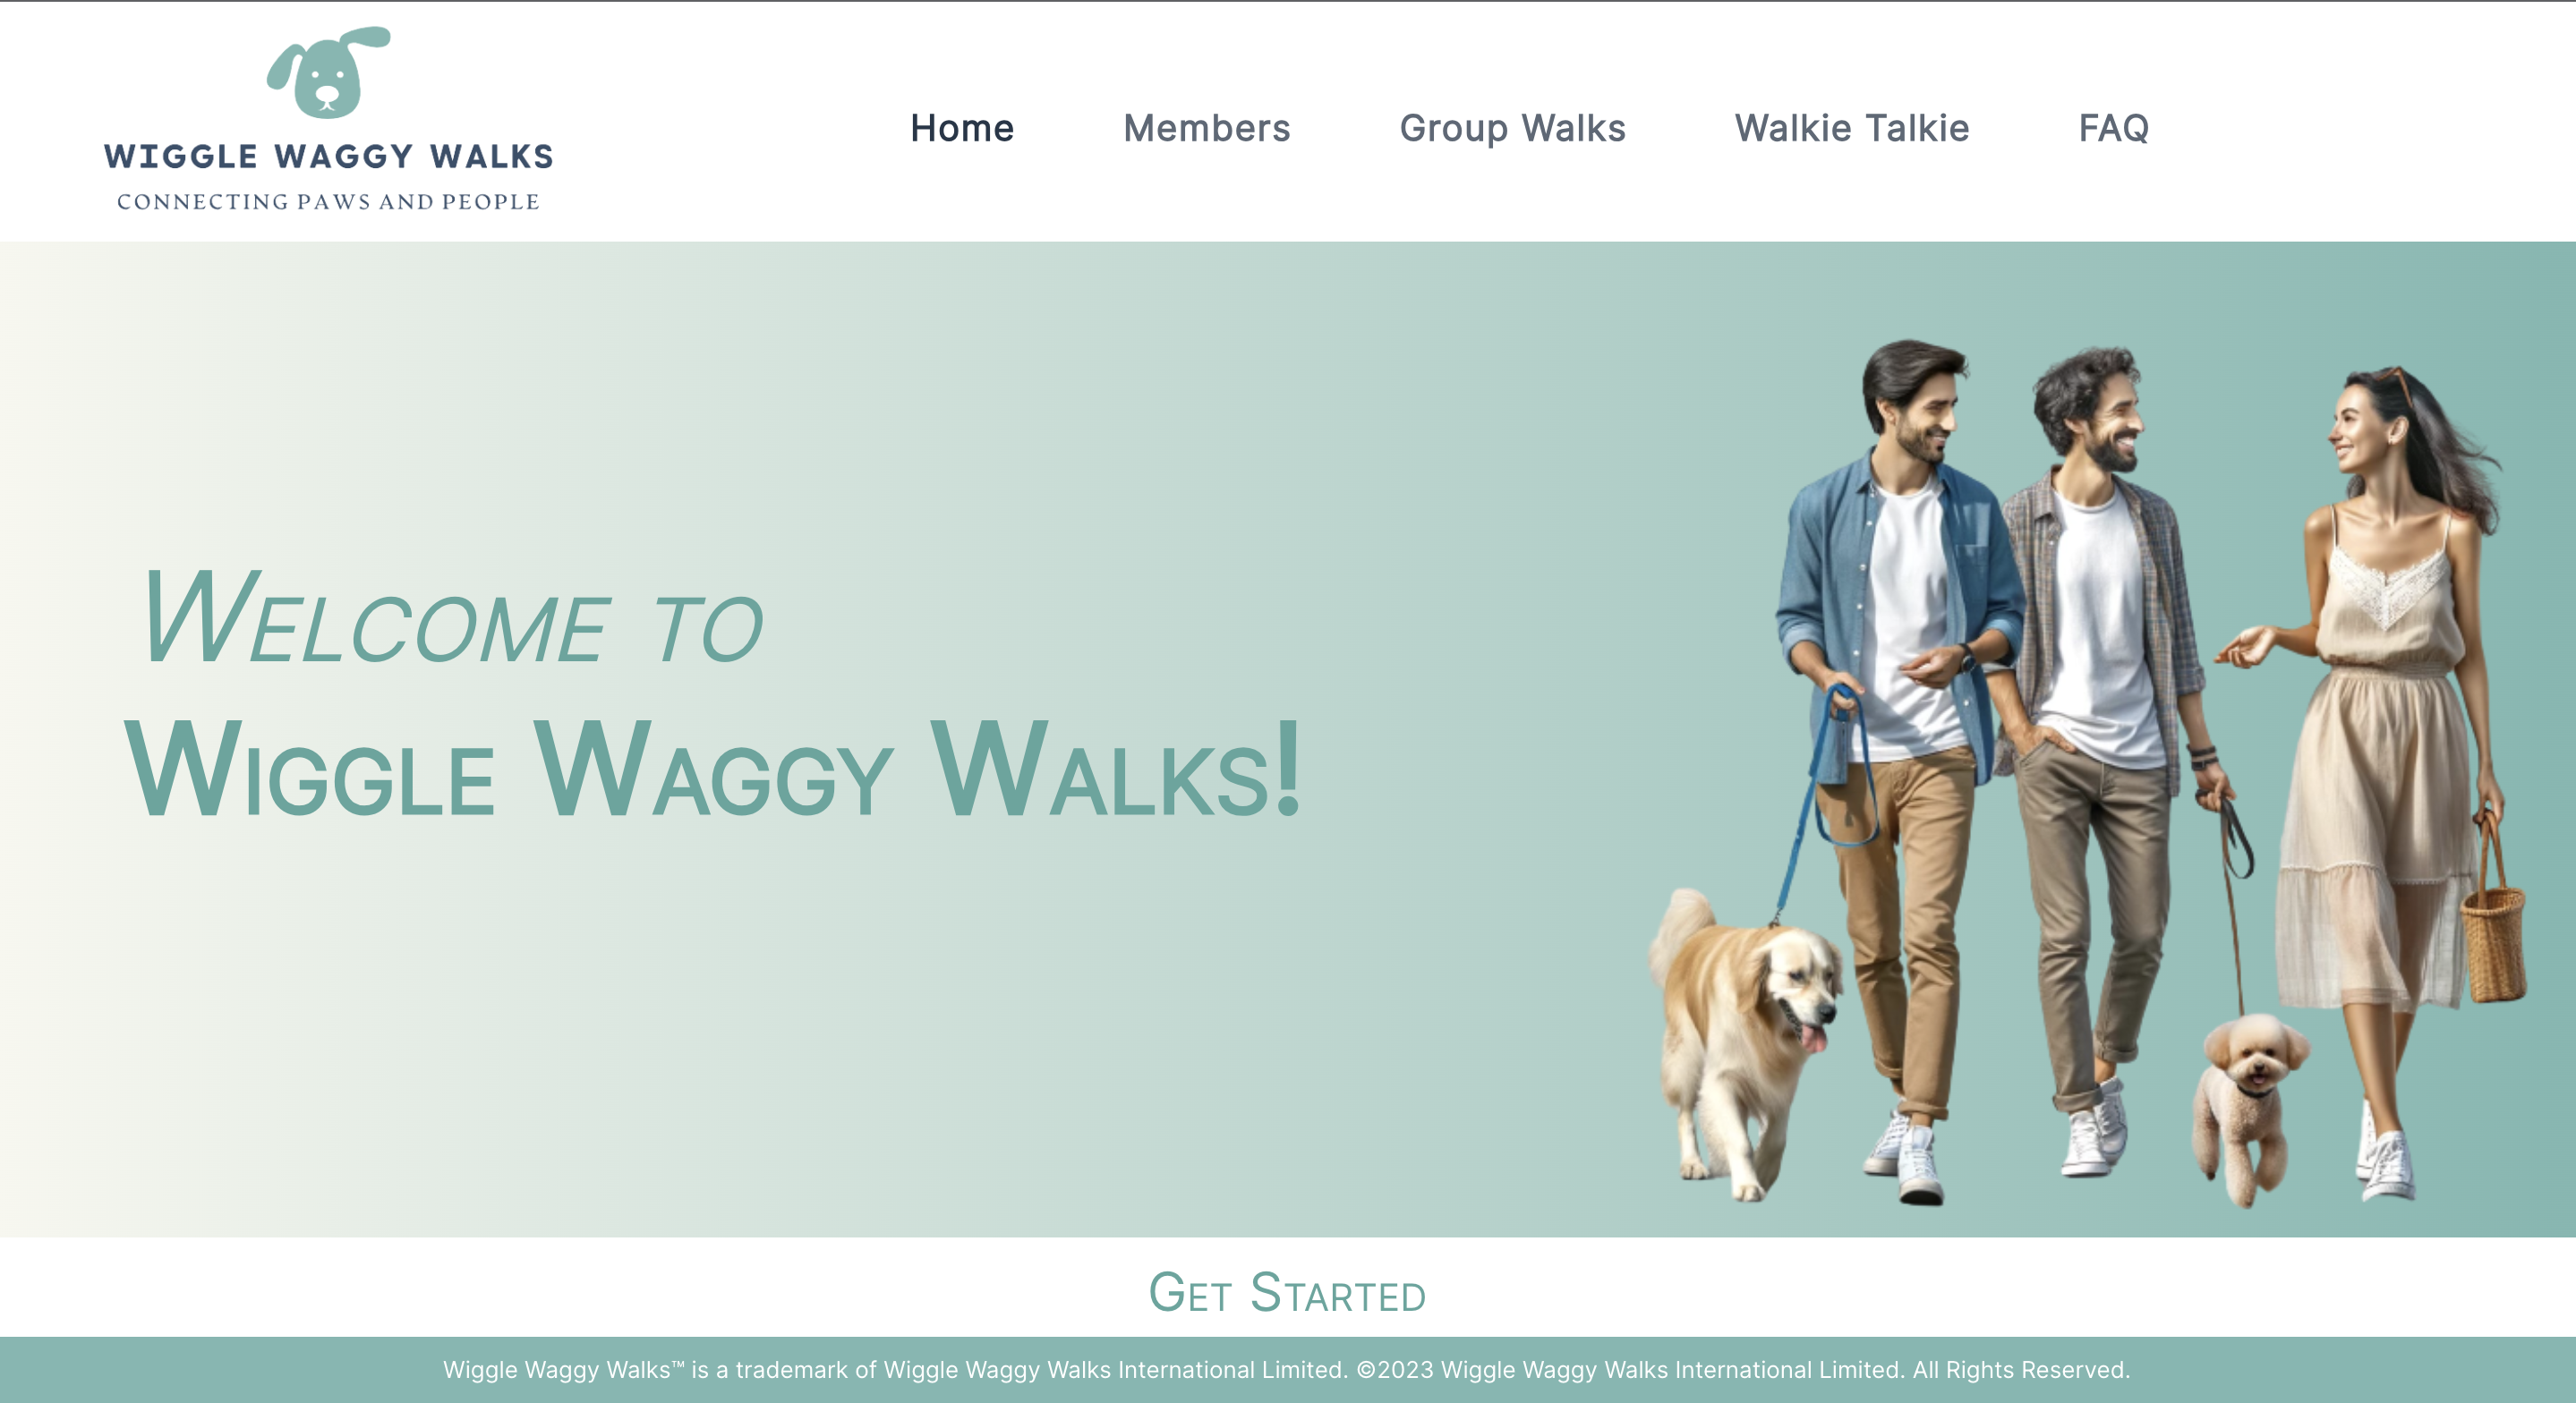 WIGGLE WAGGY WALKS
CONNECTING PAWS AND PEOPLE
Home Members Group Walks Walkie Talkie FAQ
Welcome to
Wiggle Waggy Walks!
Get Started
Wiggle Waggy Walks™ is a trademark of Wiggle Waggy Walks International Limited. ©2023 Wiggle Waggy Walks International Limited. All Rights Reserved.